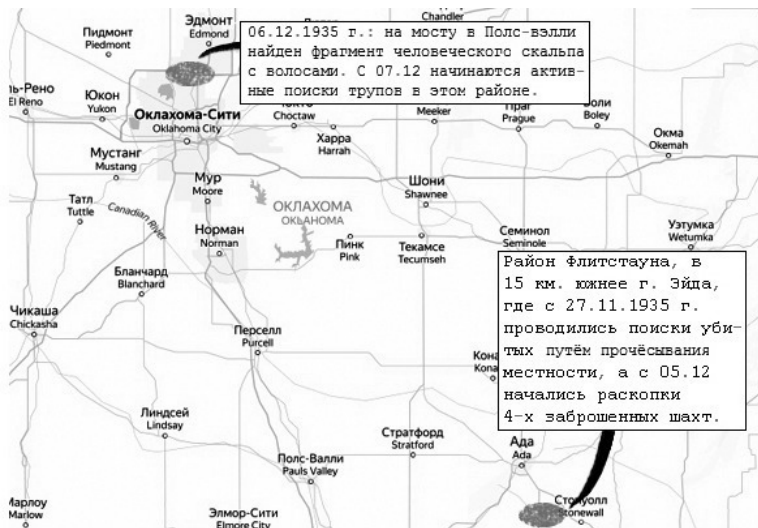 Пидмонт
Piedmont
Эдмонт
Edmond
06.12.1935 г.: на мосту в Полс-вэлли
найден фрагмент человеческого скальпа
с волосами. С 07.12 начинаются актив-
ные поиски трупов в этом районе.
Chandler
ль-Рено
El Reno
Юкон
Yukon
Оклахома-Сити
Oklahoma City
Choctaw
Харра
Harrah
Meeker
Праг
Prague
Boley
Окма
Okemah
Мустанг
Mustang
Мур
Moore
Шони
Shawnee
Татл
Tuttle
Canadian River
ОКЛАХОМА
OKLAHOMA
Норман
Norman
Пинк
Pink
Текамсе
Tecumseh
Семинол
Seminole
Уэтумка
Wetumka
Бланчард
Blanchard
Район Флитстауна, в
15 км. южнее г. Эйда,
где с 27.11.1935 г.
проводились поиски уби-
тых путём прочёсывания
местности, а с 05.12
начались раскопки
4-х заброшенных шахт.
Чикаша
Chickasha
Перселл
Purcell
Кона
Kona
Линдсей
Lindsay
Стратфорд
Stratford
Ада
Ada
Полс-Валли
Pauls Valley
Марлоу
Marlow
Элмор-Сити
Elmore City
Стоуолл
Stonewall